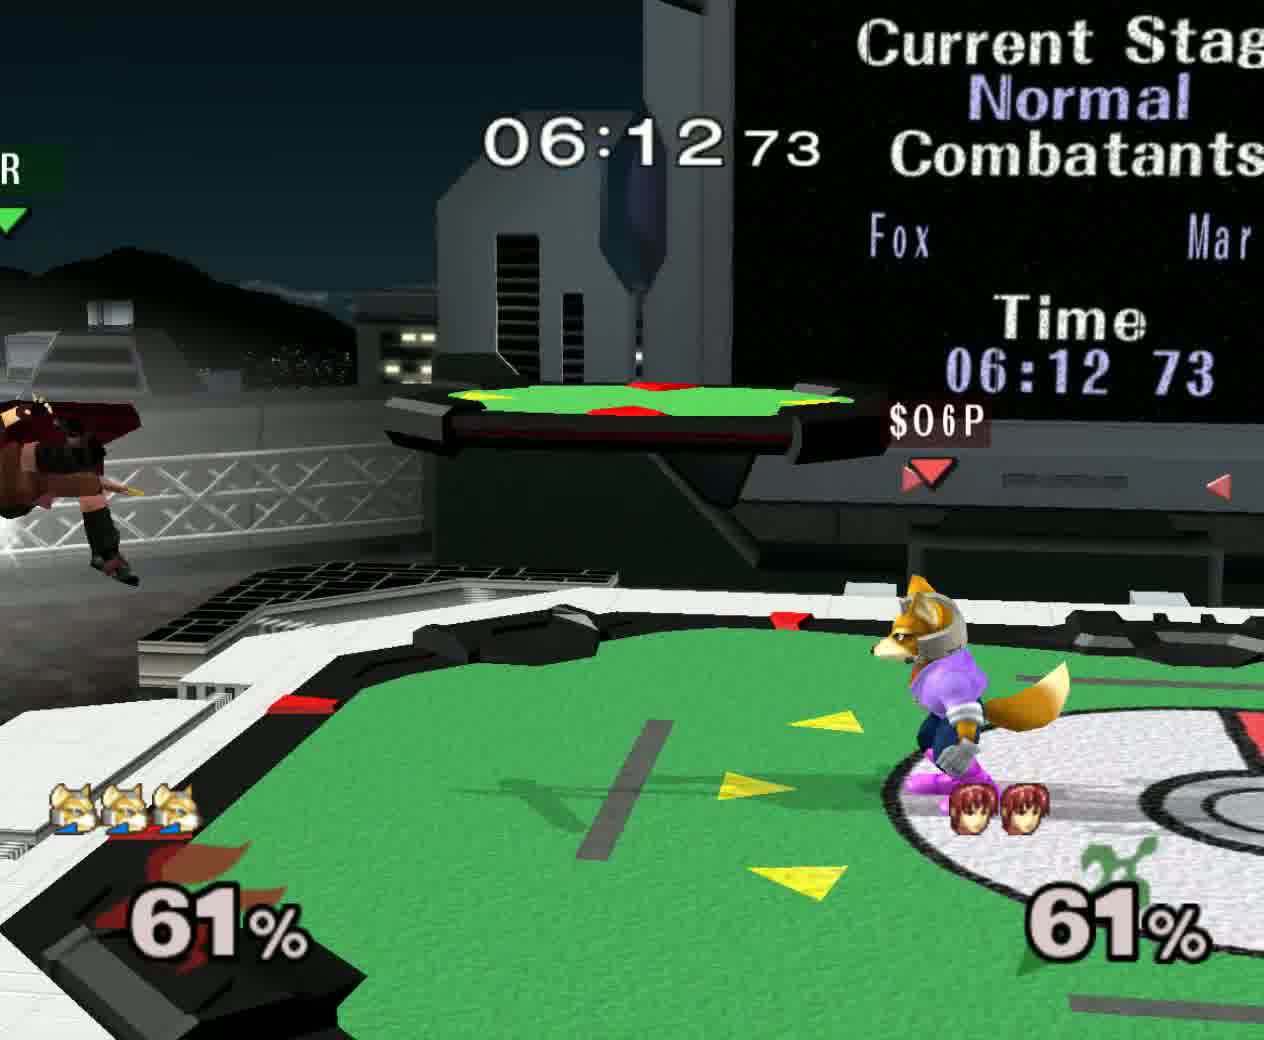 Current Stag
Normal
06:12 73
Combatants
R
Fox Mar
Time
06:12 73
$06P
61%
61%